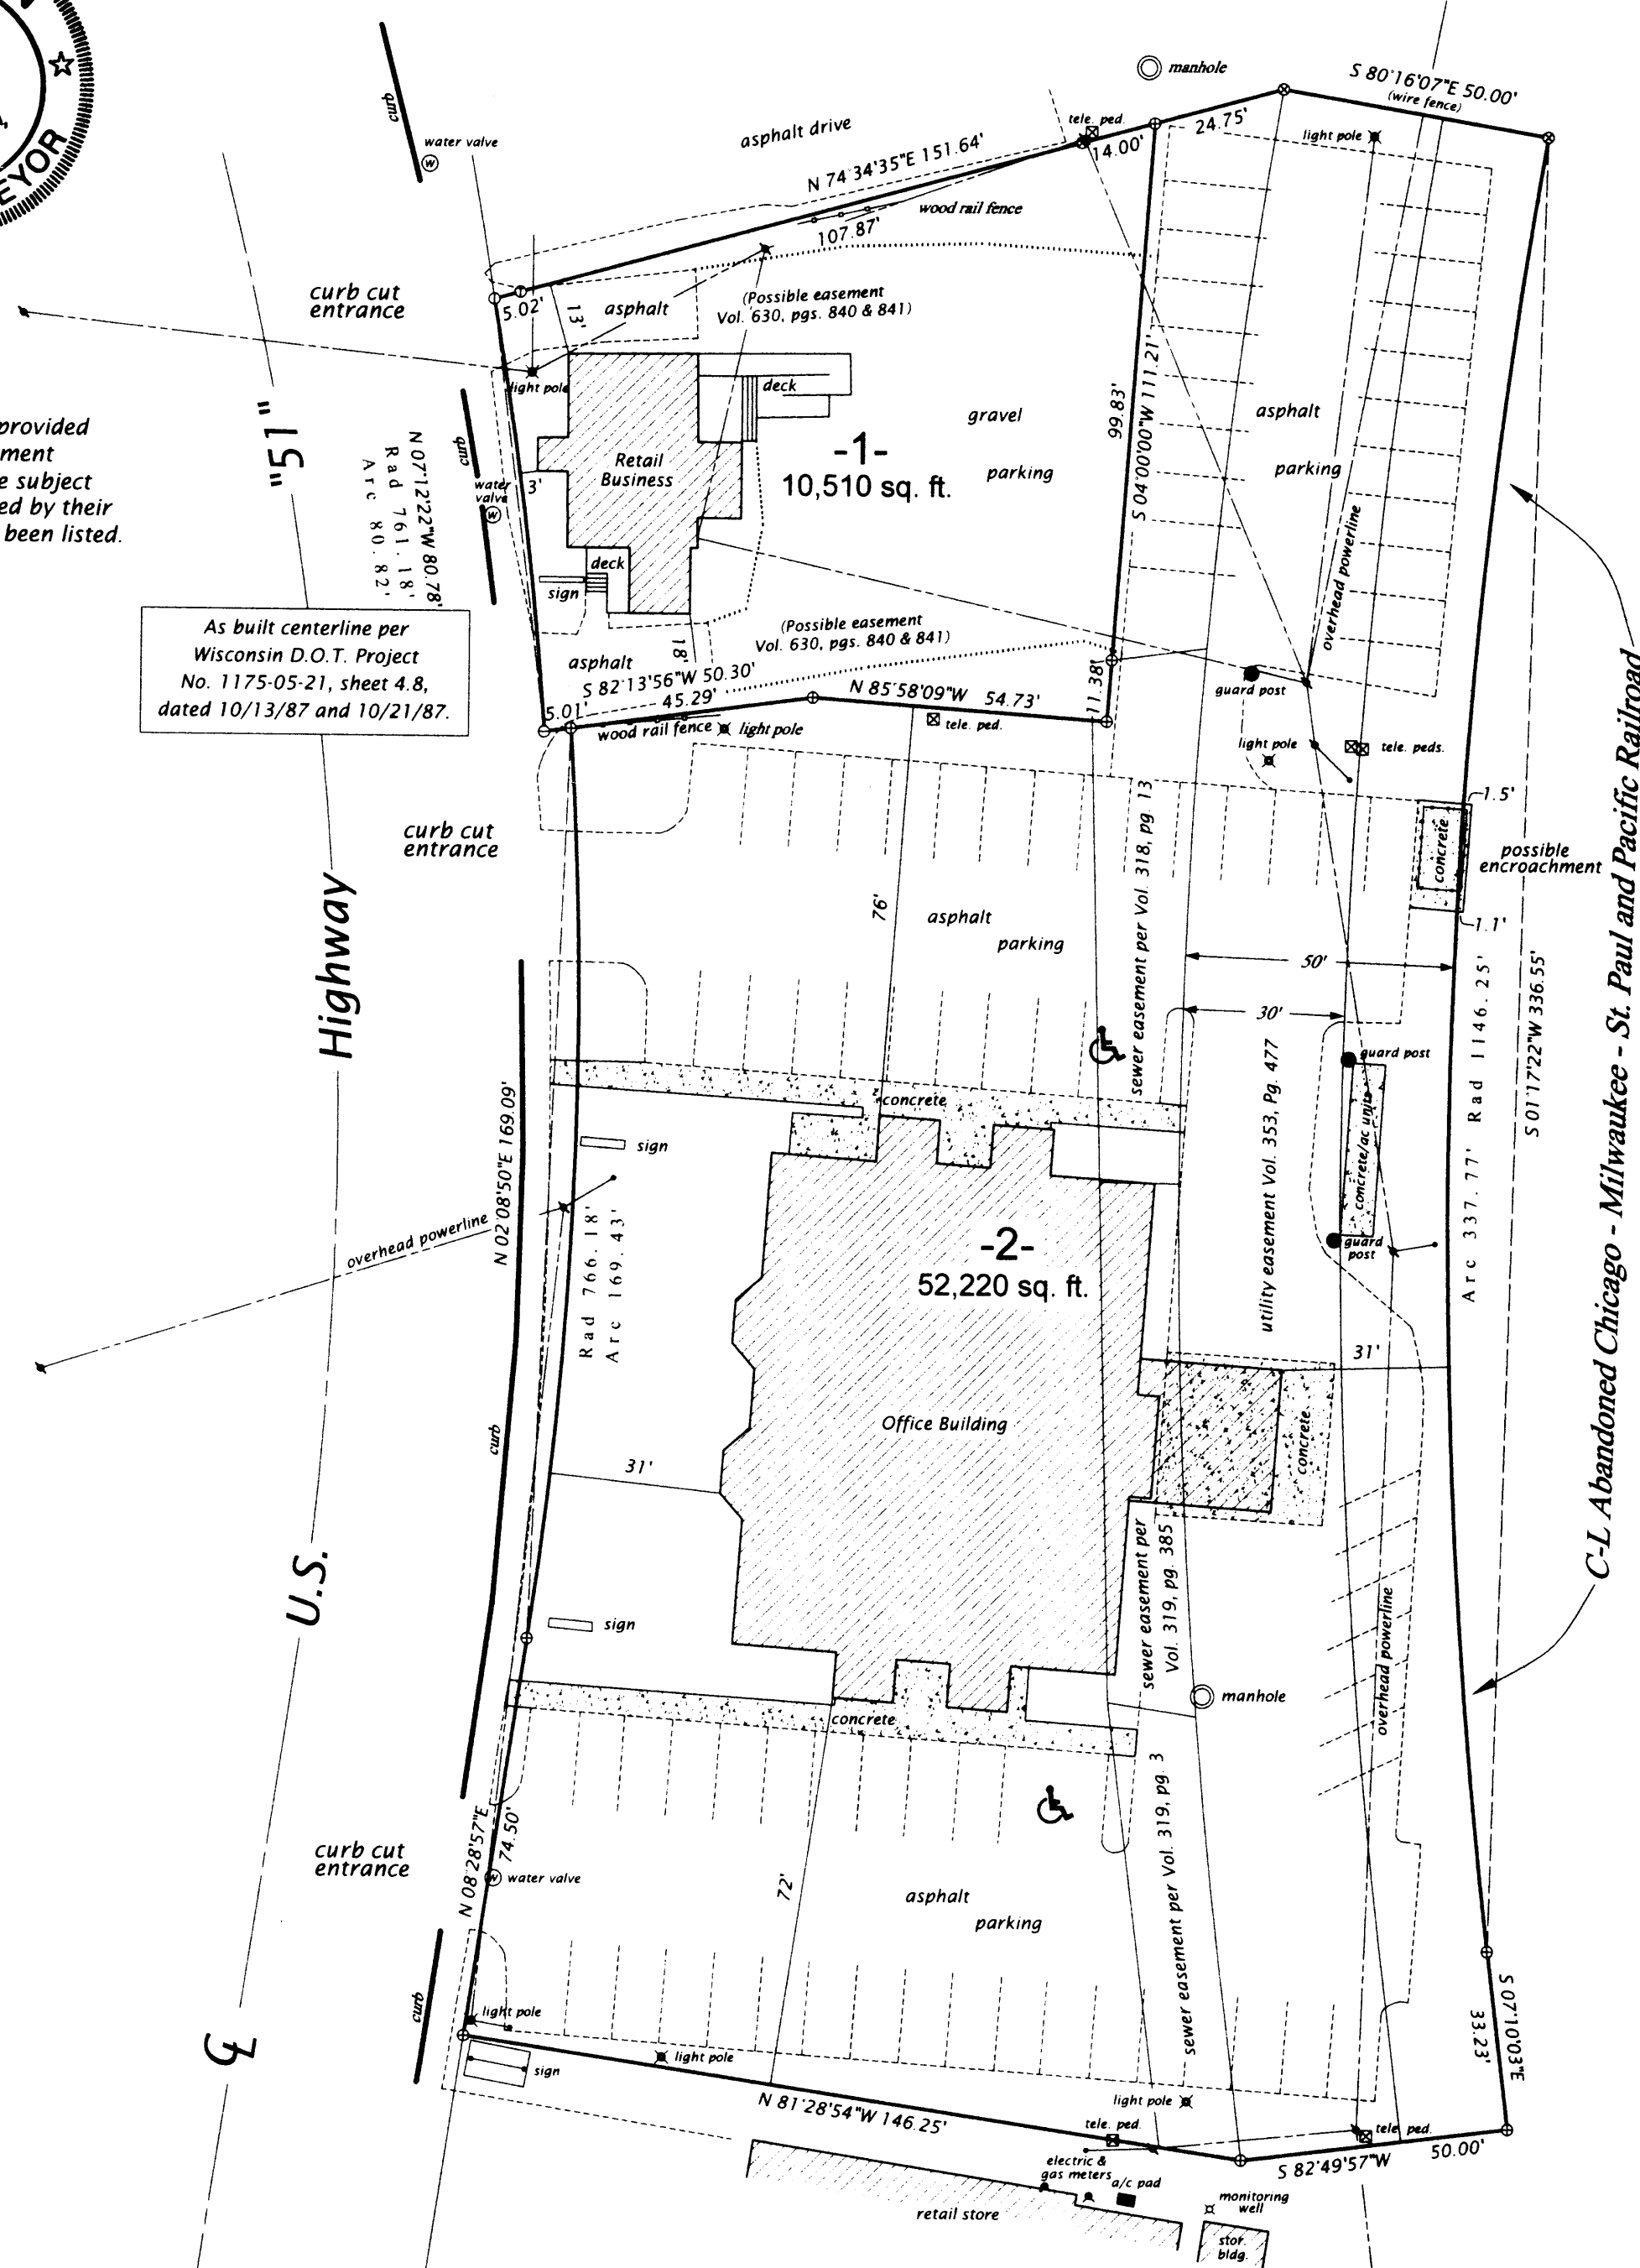 EYOR
manhole
S 80°16'07"E 50.00'
(wire fence)
curb
water valve
W
asphalt drive
tele. ped.
24.75'
14.00'
light pole
N 74°34'35"E 151.64'
wood rail fence
107.87'
curb cut
entrance
5.02'
13'
asphalt
(Possible easement
Vol. 630, pgs. 840 & 841)
light pole
deck
"51"
provided
ment
e subject
ed by their
been listed.
N 07°12'22"W 80.78'
Rad 761.18'
Arc 80.82'
curb
water
valve
W
3'
Retail
Business
-1-
10,510 sq. ft.
gravel
parking
99.83'
S 04°00'00"W 111.21'
asphalt
parking
overhead powerline
deck
sign
As built centerline per
Wisconsin D.O.T. Project
No. 1175-05-21, sheet 4.8,
dated 10/13/87 and 10/21/87.
asphalt
18'
(Possible easement
Vol. 630, pgs. 840 & 841)
S 82°13'56"W 50.30'
5.01'
45.29'
N 85°58'09"W 54.73'
11.38'
guard post
wood rail fence
light pole
tele. ped.
light pole
tele. peds.
C-L Abandoned Chicago - Milwaukee - St. Paul and Pacific Railroad
1.5'
concrete
possible
encroachment
1.1'
curb cut
entrance
Highway
76'
asphalt
parking
sewer easement per Vol. 318, pg. 13
50'
30'
Arc 337.77' Rad 1146.25'
S 01°17'22"W 336.55'
guard post
concrete/ac units
guard
post
utility easement Vol. 353, Pg. 477
concrete
N 02°08'50"E 169.09'
sign
overhead powerline
Rad 766.18'
Arc 169.43'
-2-
52,220 sq. ft.
31'
Office Building
concrete
curb
31'
U.S.
sign
sewer easement per
Vol. 319, pg. 385
overhead powerline
manhole
concrete
N 08°28'57"E
74.50'
curb cut
entrance
W
water valve
72'
asphalt
parking
sewer easement per Vol. 319, pg. 3
S 07°10'03"E
33.23'
curb
light pole
sign
light pole
N 81°28'54"W 146.25'
light pole
tele. ped.
tele. ped.
S 82°49'57"W 50.00'
electric &
gas meters
a/c pad
monitoring
well
retail store
stor.
bldg.